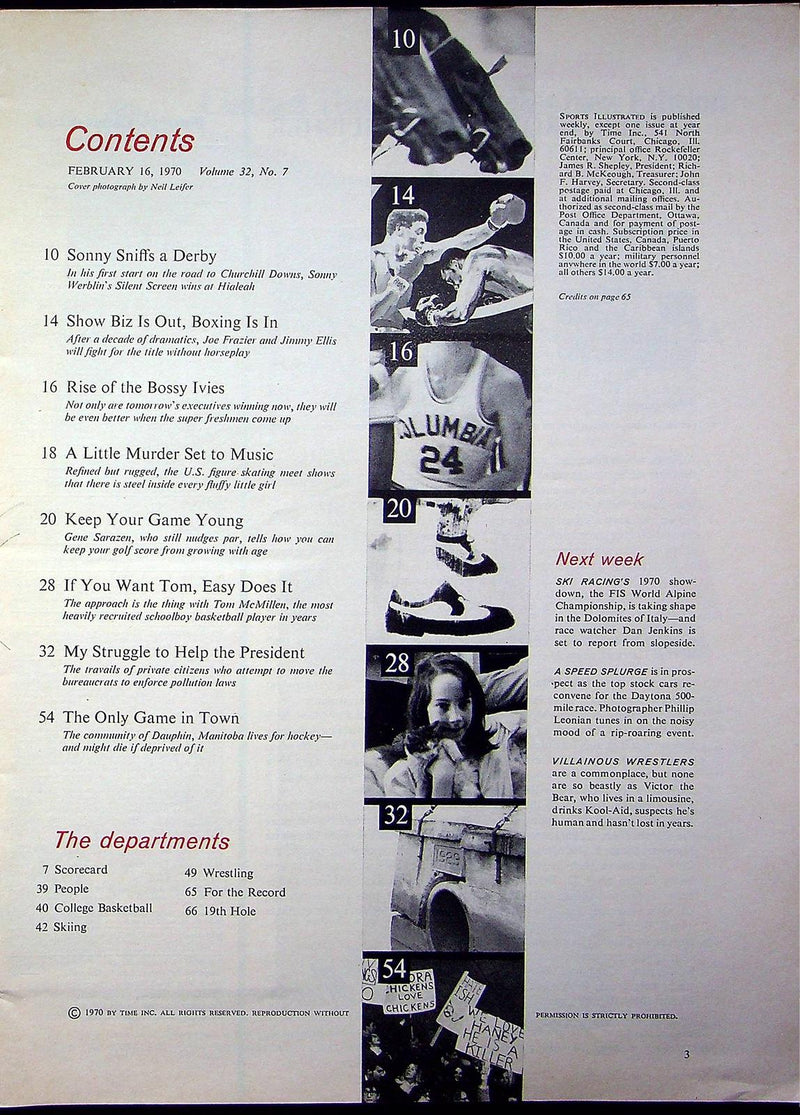 Contents
FEBRUARY 16, 1970 Volume 32, No. 7
Cover photograph by Neil Leifer
10 Sonny Sniffs a Derby
In his first start on the road to Churchill Downs, Sonny
Werblin's Silent Screen wins at Hialeah
14 Show Biz Is Out, Boxing Is In
After a decade of dramatics, Joe Frazier and Jimmy Ellis
will fight for the title without horseplay
16 Rise of the Bossy Ivies
Not only are tomorrow's executives winning now, they will
be even better when the super freshmen come up
18 A Little Murder Set to Music
Refined but rugged, the U.S. figure-skating meet shows
that there is steel inside every fluffy little girl
20 Keep Your Game Young
Gene Sarazen, who still nudges par, tells how you can
keep your golf score from growing with age
28 If You Want Tom, Easy Does It
The approach is the thing with Tom McMillen, the most
heavily recruited schoolboy basketball player in years
32 My Struggle to Help the President
The travails of private citizens who attempt to move the
bureaucrats to enforce pollution laws
54 The Only Game in Town
The community of Dauphin, Manitoba lives for hockey—
and might die if deprived of it
The departments
7 Scorecard
39 People
40 College Basketball
42 Skiing
49 Wrestling
65 For the Record
66 19th Hole
10
14
16
OLUMBIA
24
20
28
32
1929
54
ORA
HICKENS
LOVE
CHICKENS
WE LOVE
HANEY
HE IS A
KILLER
SPORTS ILLUSTRATED is published
weekly, except one issue at year
end, by Time Inc., 541 North
Fairbanks Court, Chicago, Ill.
60611; principal office Rockefeller
Center, New York, N.Y. 10020;
James R. Shepley, President; Rich-
ard B. McKeough, Treasurer; John
F. Harvey, Secretary. Second-class
postage paid at Chicago, Ill. and
at additional mailing offices. Au-
thorized as second-class mail by the
Post Office Department, Ottawa,
Canada and for payment of post-
age in cash. Subscription price in
the United States, Canada, Puerto
Rico and the Caribbean islands
$10.00 a year; military personnel
anywhere in the world $7.00 a year;
all others $14.00 a year.
Credits on page 65
Next week
SKI RACING'S 1970 show-
down, the FIS World Alpine
Championship, is taking shape
in the Dolomites of Italy—and
race watcher Dan Jenkins is
set to report from slopeside.
A SPEED SPLURGE is in pros-
pect as the top stock cars re-
convene for the Daytona 500-
mile race. Photographer Phillip
Leonian tunes in on the noisy
mood of a rip-roaring event.
VILLAINOUS WRESTLERS
are a commonplace, but none
are so beastly as Victor the
Bear, who lives in a limousine,
drinks Kool-Aid, suspects he's
human and hasn't lost in years.
© 1970 BY TIME INC. ALL RIGHTS RESERVED. REPRODUCTION WITHOUT PERMISSION IS STRICTLY PROHIBITED.
3